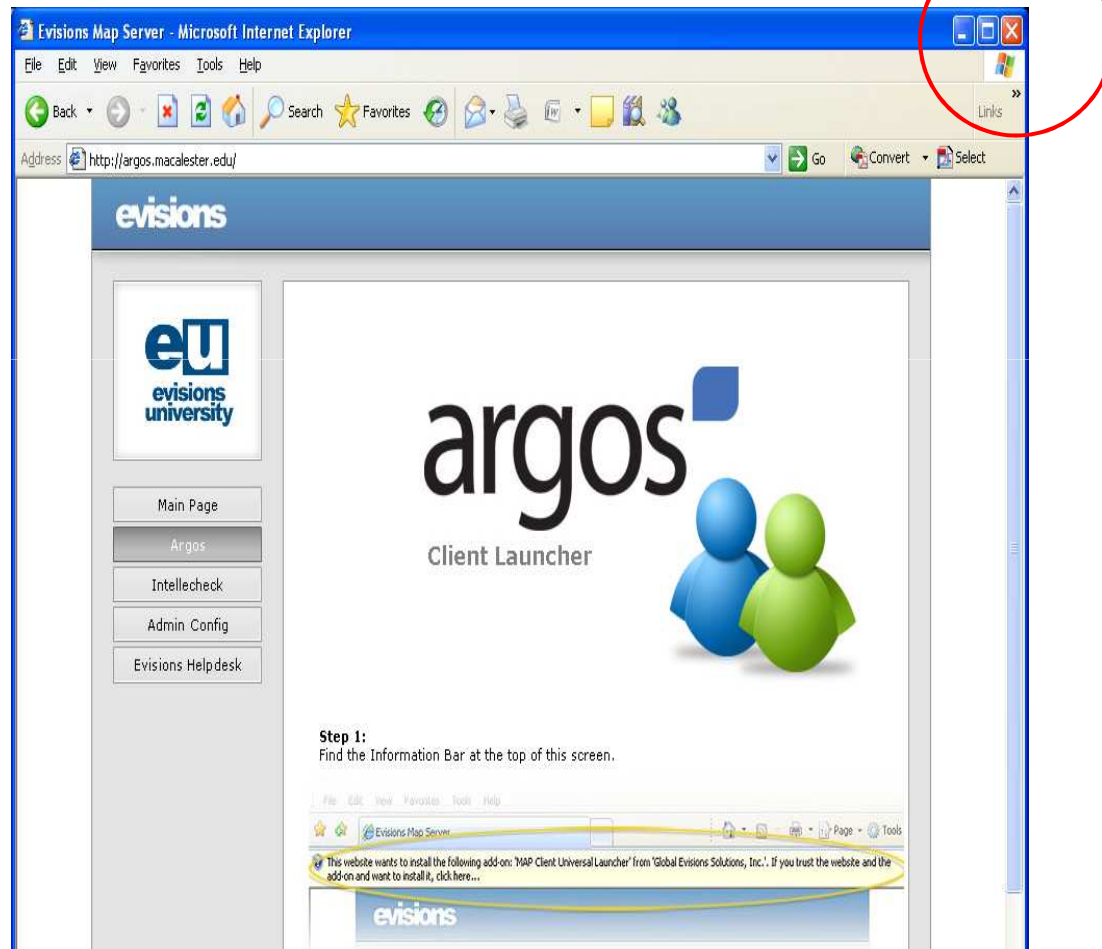 Evisions Map Server - Microsoft Internet Explorer
File Edit View Favorites Tools Help
Back Search Favorites Links
Address http://argos.macalester.edu/ Go Convert Select
evisions
eu
evisions
university
argos
Client Launcher
Main Page
Argos
Intellecheck
Admin Config
Evisions Helpdesk
Step 1:
Find the Information Bar at the top of this screen.
File Edit View Favorites Tools Help
Evisions Map Server Page Tools
This website wants to install the following add-on: 'MAP Client Universal Launcher' from 'Global Evisions Solutions, Inc.'. If you trust the website and the
add-on and want to install it, click here...
evisions